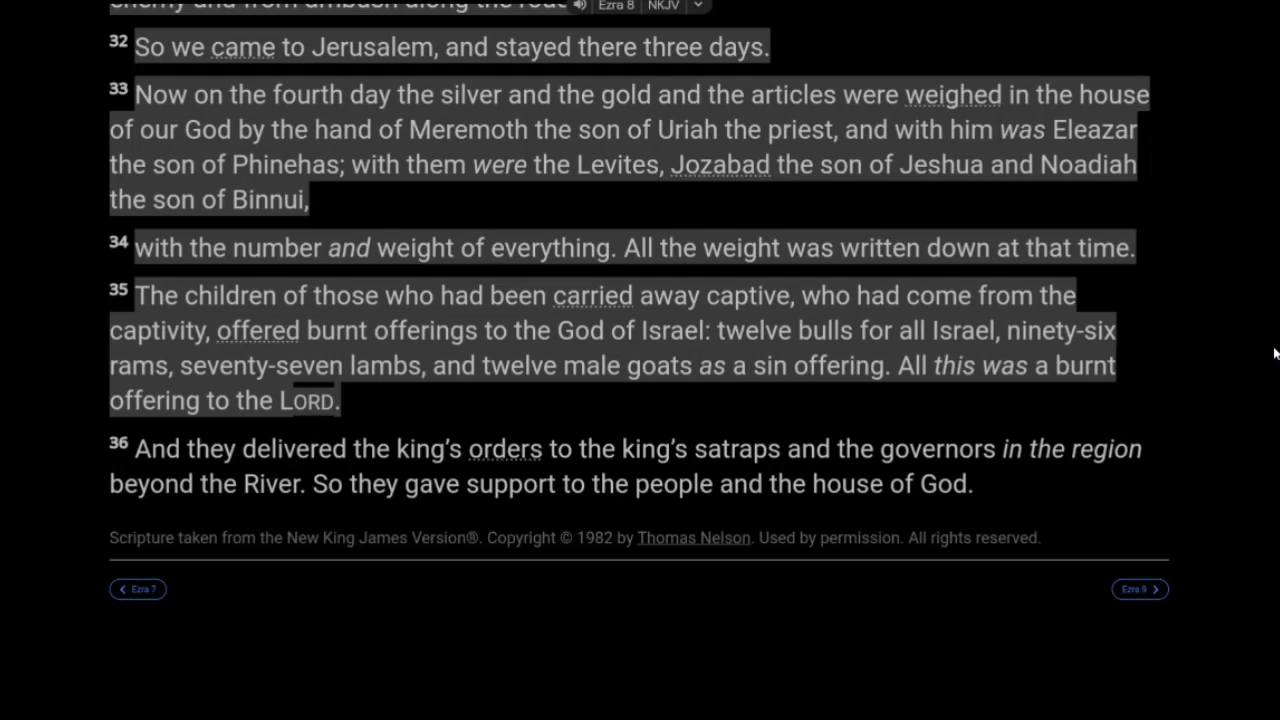 enemy and from ambush along the road.
Ezra 8 NKJV
32 So we came to Jerusalem, and stayed there three days.
33 Now on the fourth day the silver and the gold and the articles were weighed in the house
of our God by the hand of Meremoth the son of Uriah the priest, and with him was Eleazar
the son of Phinehas; with them were the Levites, Jozabad the son of Jeshua and Noadiah
the son of Binnui,
34 with the number and weight of everything. All the weight was written down at that time.
35 The children of those who had been carried away captive, who had come from the
captivity, offered burnt offerings to the God of Israel: twelve bulls for all Israel, ninety-six
rams, seventy-seven lambs, and twelve male goats as a sin offering. All this was a burnt
offering to the LORD.
36 And they delivered the king’s orders to the king’s satraps and the governors in the region
beyond the River. So they gave support to the people and the house of God.
Scripture taken from the New King James Version®. Copyright © 1982 by Thomas Nelson. Used by permission. All rights reserved.
Ezra 7
Ezra 9